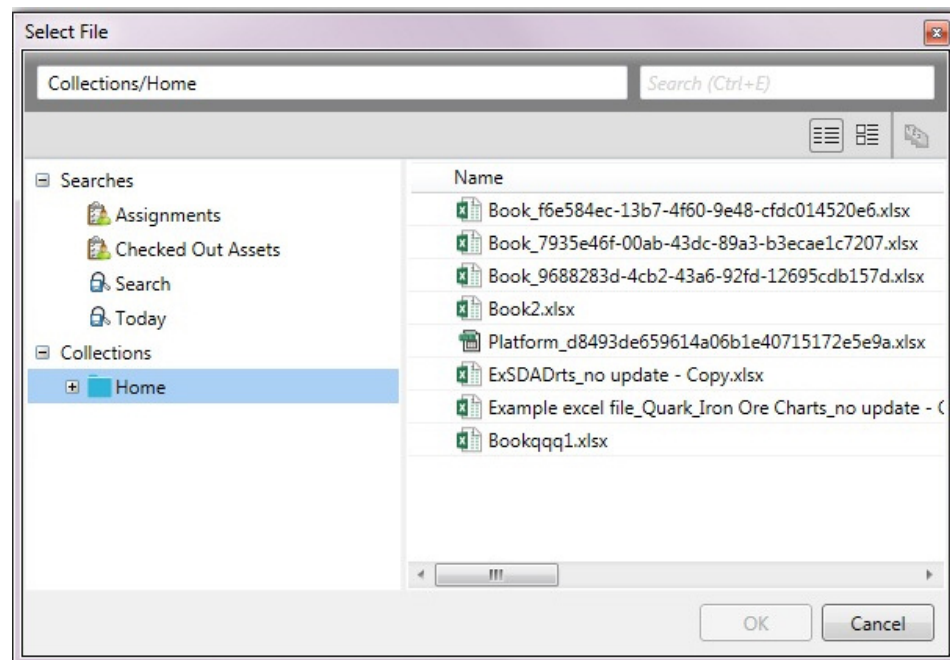 Select File
Collections/Home
Search (Ctrl+E)
Searches
Assignments
Checked Out Assets
Search
Today
Collections
Home
Name
Book_f6e584ec-13b7-4f60-9e48-cfdc014520e6.xlsx
Book_7935e46f-00ab-43dc-89a3-b3ecae1c7207.xlsx
Book_9688283d-4cb2-43a6-92fd-12695cdb157d.xlsx
Book2.xlsx
Platform_d8493de659614a06b1e40715172e5e9a.xlsx
ExSDADrts_no update - Copy.xlsx
Example excel file_Quark_Iron Ore Charts_no update -
Bookqqq1.xlsx
OK
Cancel